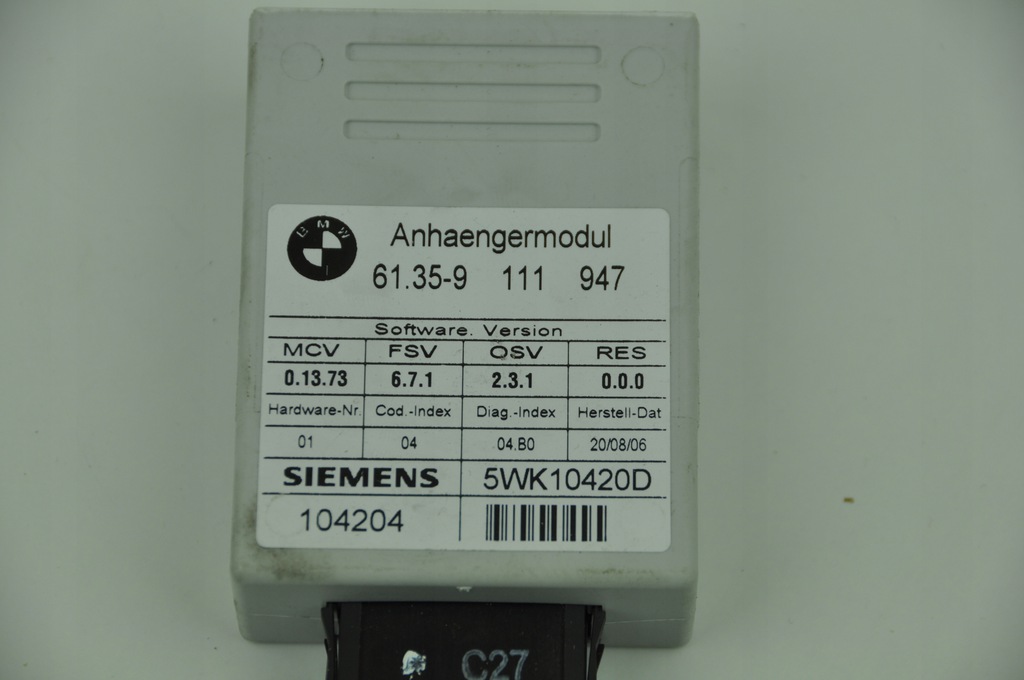 BMW
Anhaengermodul
61.35-9 111 947
Software. Version
MCV FSV OSV RES
0.13.73 6.7.1 2.3.1 0.0.0
Hardware-Nr. Cod.-Index Diag.-Index Herstell-Dat
01 04 04.B0 20/08/06
SIEMENS 5WK10420D
104204
C27